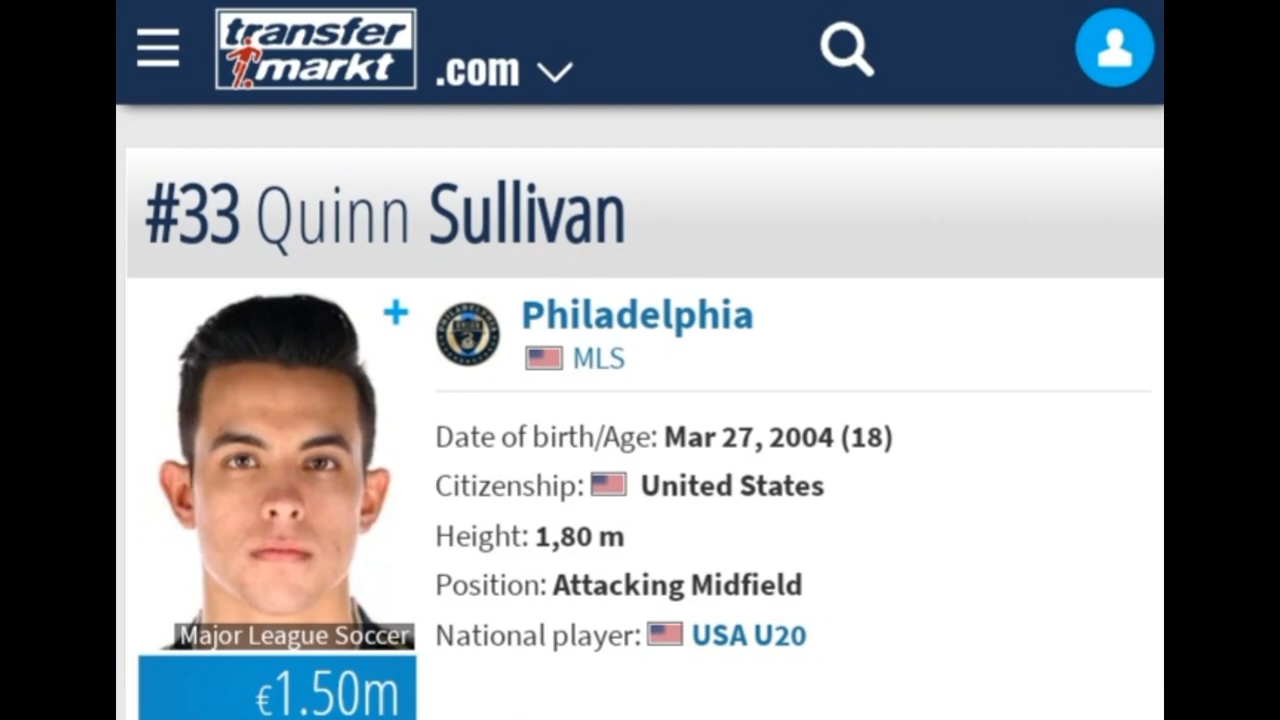 transfer
markt
.com
#33 Quinn Sullivan
Philadelphia
MLS
Date of birth/Age: Mar 27, 2004 (18)
Citizenship: United States
Height: 1,80 m
Position: Attacking Midfield
National player: USA U20
Major League Soccer
€1.50m